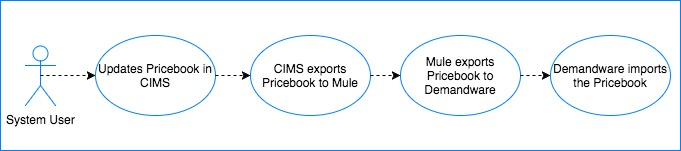 Updates Pricebook in
CIMS
CIMS exports
Pricebook to Mule
Mule exports
Pricebook to
Demandware
Demandware imports
the Pricebook
System User